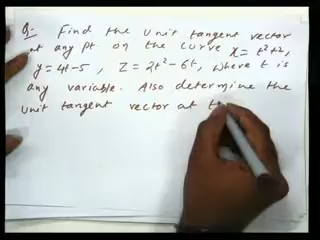 Q:- Find the unit tangent vector
at any pt. on the curve x = t²+2,
y = 4t-5, z = 2t²-6t, where t is
any variable. Also determine the
unit tangent vector at t